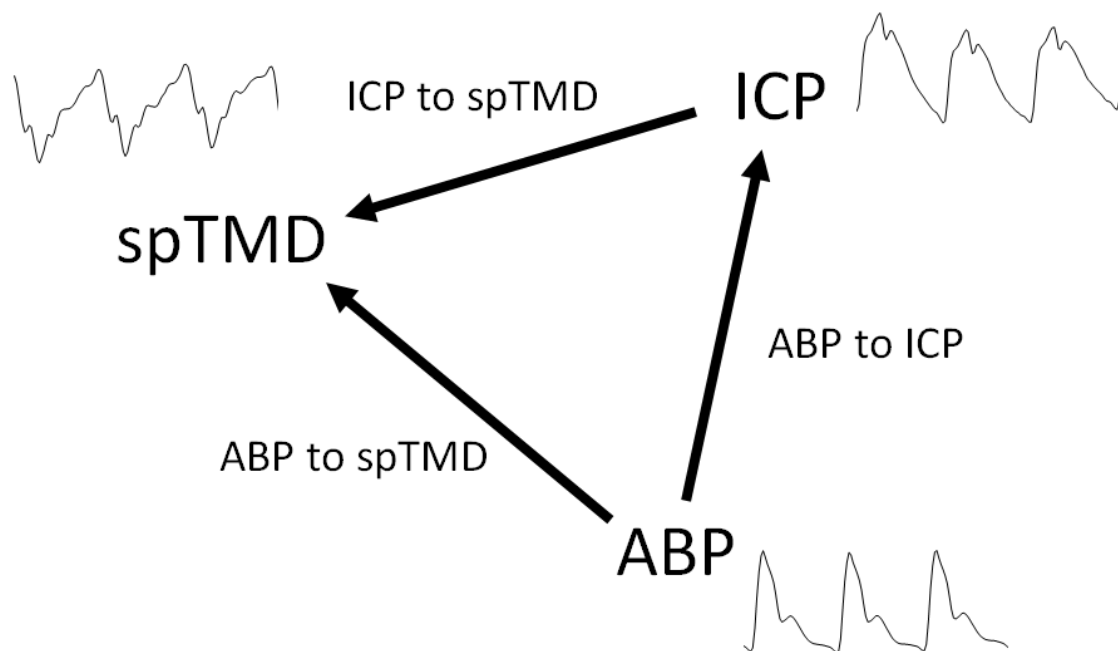 ICP to spTMD
ICP
spTMD
ABP to ICP
ABP to spTMD
ABP